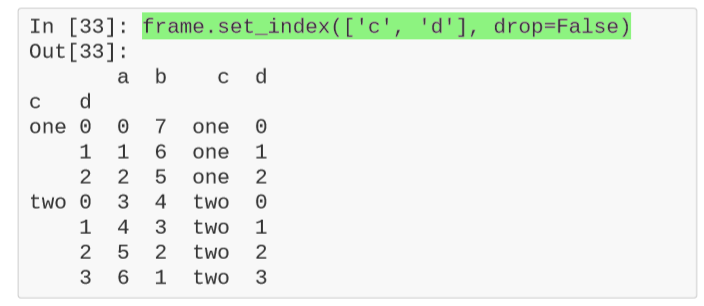 In [33]: frame.set_index(['c', 'd'], drop=False)
Out[33]:
       a  b    c  d
c   d
one 0  0  7  one  0
    1  1  6  one  1
    2  2  5  one  2
two 0  3  4  two  0
    1  4  3  two  1
    2  5  2  two  2
    3  6  1  two  3